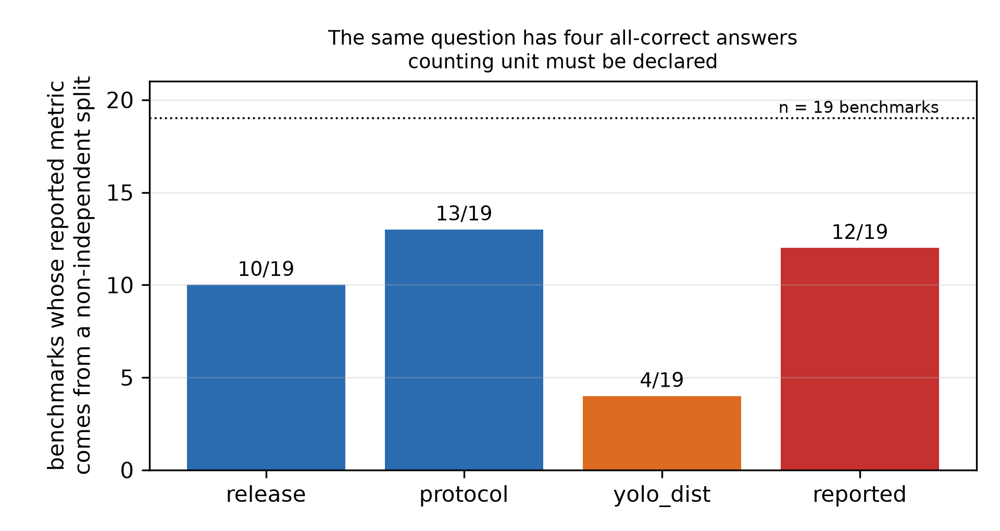 The same question has four all-correct answers
counting unit must be declared
benchmarks whose reported metric
comes from a non-independent split
20
15
10
5
0
n = 19 benchmarks
10/19
13/19
4/19
12/19
release
protocol
yolo_dist
reported